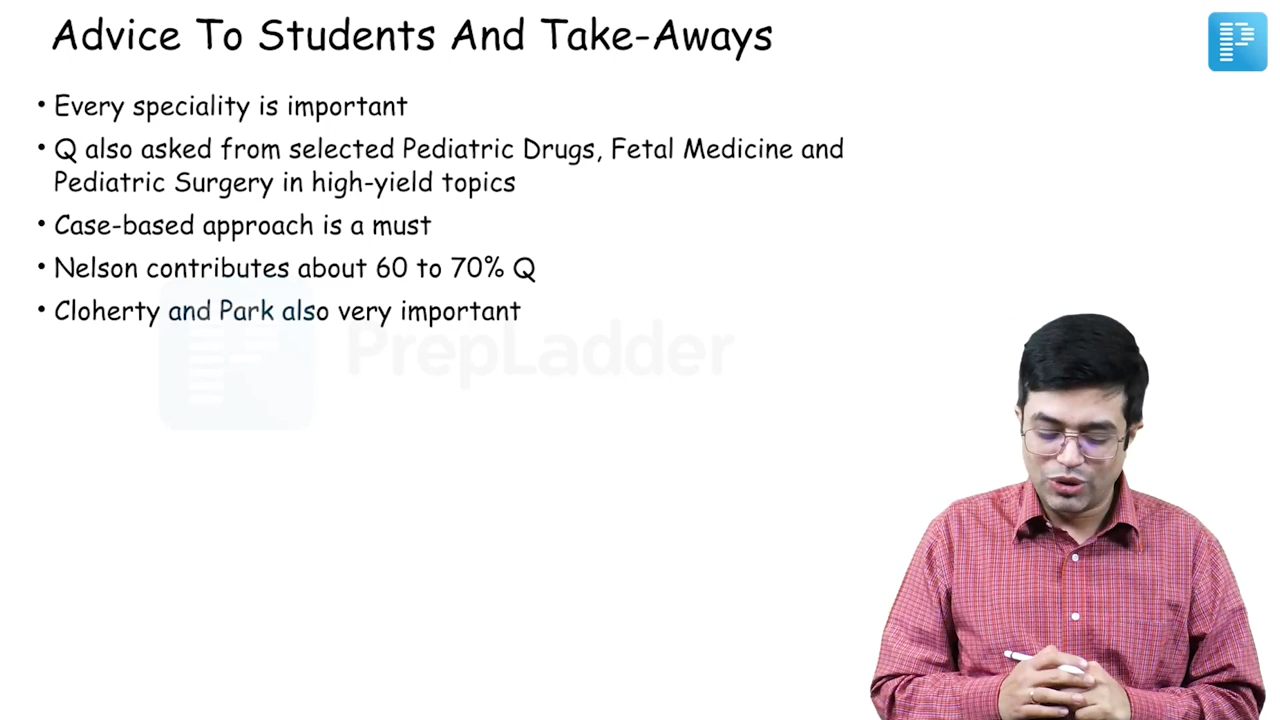 Advice To Students And Take-Aways
• Every speciality is important
• Q also asked from selected Pediatric Drugs, Fetal Medicine and
Pediatric Surgery in high-yield topics
• Case-based approach is a must
• Nelson contributes about 60 to 70% Q
• Cloherty and Park also very important
PrepLadder